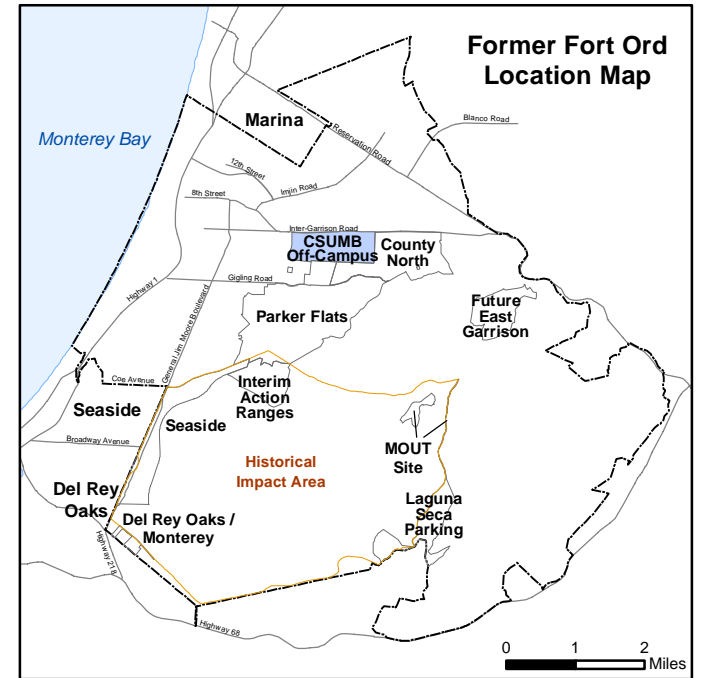 Former Fort Ord
Location Map
Marina
Blanco Road
Reservation Road
Monterey Bay
12th Street
Imjin Road
8th Street
Inter-Garrison Road
CSUMB
Off-Campus
County
North
Gigling Road
Highway 1
General Jim Moore Boulevard
Parker Flats
Future
East
Garrison
Coe Avenue
Interim
Action
Ranges
Seaside
Seaside
Broadway Avenue
MOUT
Site
Historical
Impact Area
Del Rey
Oaks
Laguna
Seca
Parking
Del Rey Oaks /
Monterey
Highway 218
Highway 68
0 1 2
Miles